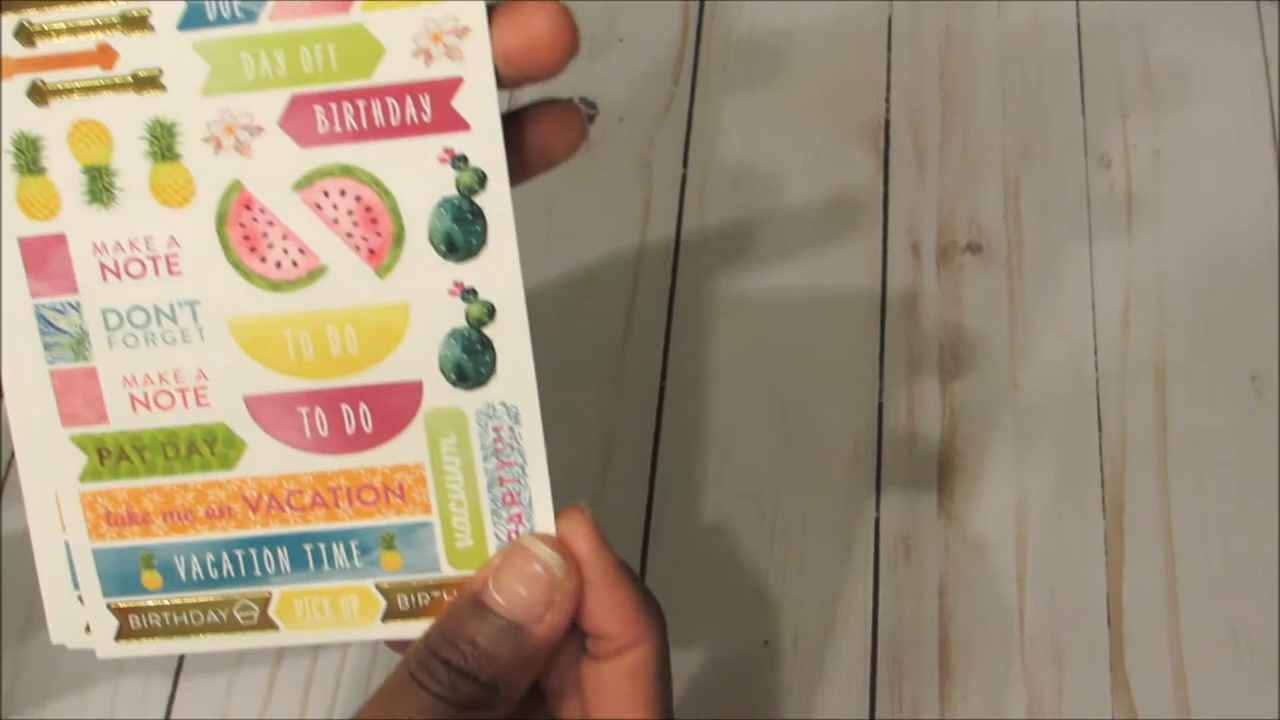 DUE
DAY OFF
BIRTHDAY
MAKE A
NOTE
DON'T
FORGET
TO DO
MAKE A
NOTE
TO DO
PAY DAY
vacuum
PARTY!!!
take me on VACATION
VACATION TIME
BIRTHDAY
PICK UP